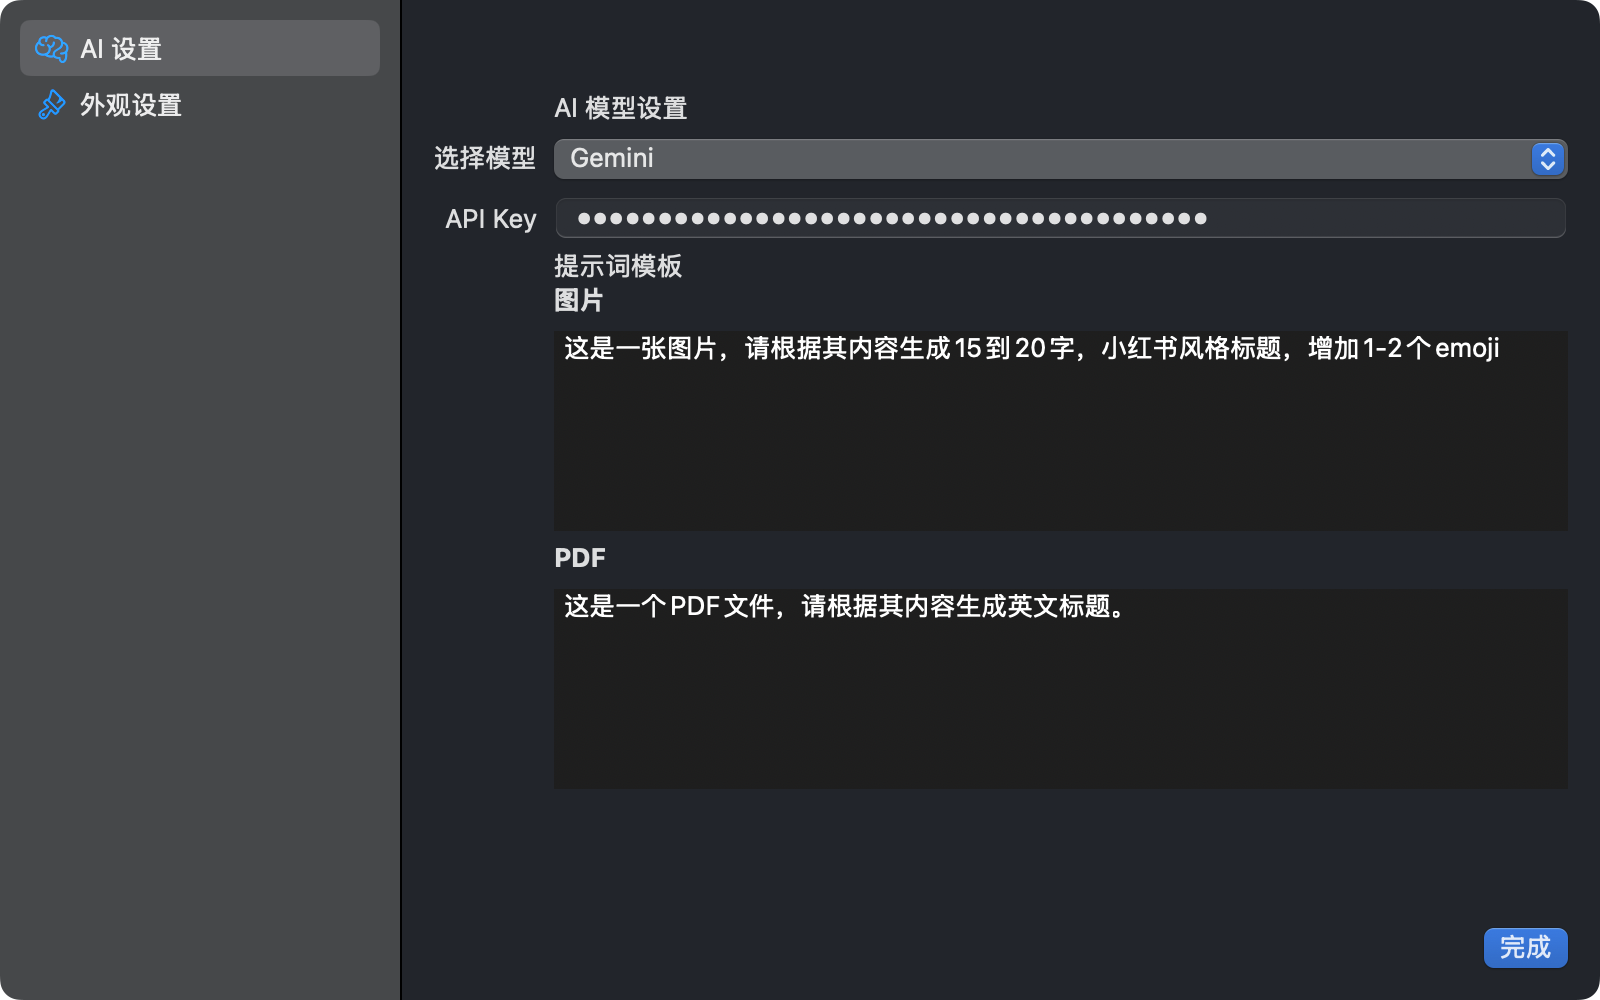 AI 设置
外观设置
AI 模型设置
选择模型
Gemini
API Key
提示词模板
图片
这是一张图片，请根据其内容生成15到20字，小红书风格标题，增加1-2个emoji
PDF
这是一个PDF文件，请根据其内容生成英文标题。
完成